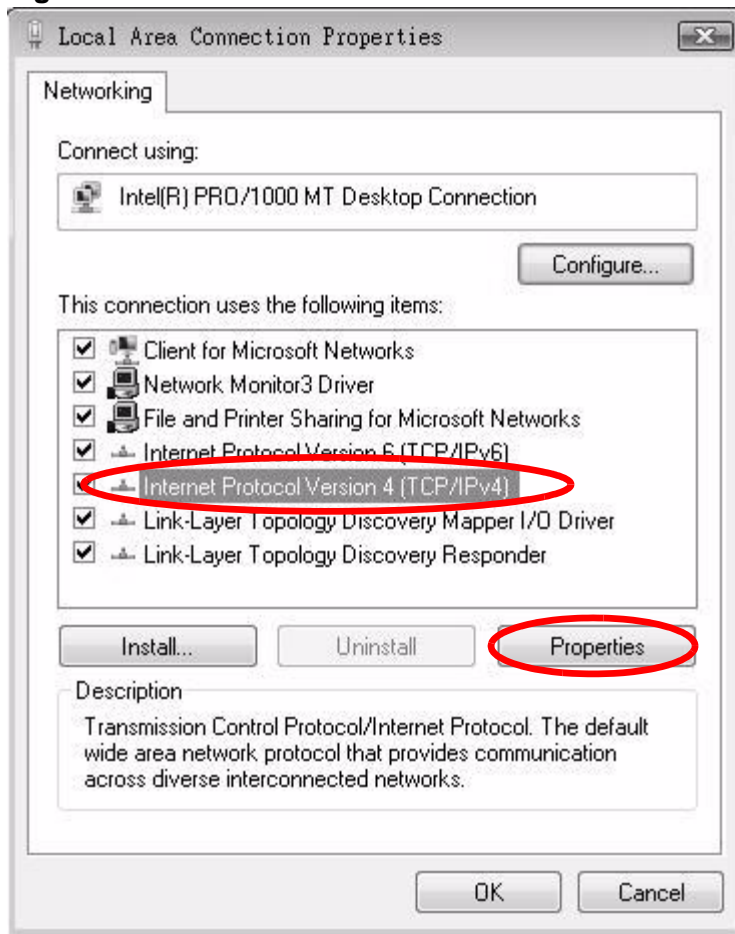 Local Area Connection Properties
Networking
Connect using:
Intel(R) PRO/1000 MT Desktop Connection
Configure...
This connection uses the following items:
Client for Microsoft Networks
Network Monitor3 Driver
File and Printer Sharing for Microsoft Networks
Internet Protocol Version 6 (TCP/IPv6)
Internet Protocol Version 4 (TCP/IPv4)
Link-Layer Topology Discovery Mapper I/O Driver
Link-Layer Topology Discovery Responder
Install... Uninstall Properties
Description
Transmission Control Protocol/Internet Protocol. The default
wide area network protocol that provides communication
across diverse interconnected networks.
OK Cancel